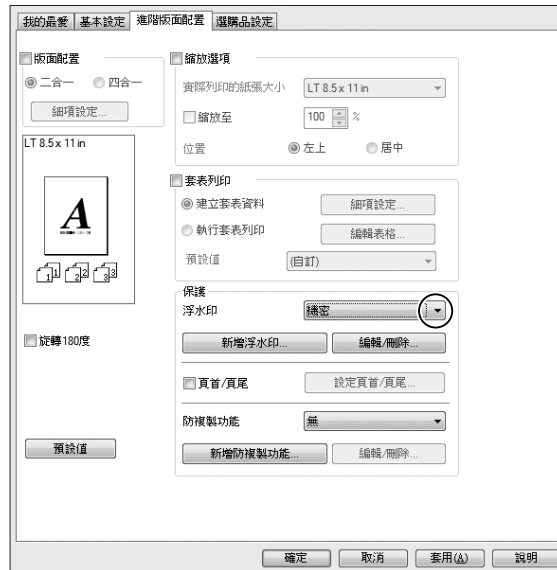 我的最愛 基本設定 進階版面配置 選購品設定
版面配置
二合一 四合一
細項設定...
LT 8.5 x 11 in
A
1 1 2 2 3 3
旋轉180度
預設值
縮放選項
實際列印的紙張大小 LT 8.5 x 11 in
縮放至 100 %
位置 左上 居中
套表列印
建立套表資料 細項設定...
執行套表列印 編輯表格...
預設值 (自訂)
保護
浮水印 機密
新增浮水印... 編輯/刪除...
頁首/頁尾 設定頁首/頁尾...
防複製功能 無
新增防複製功能... 編輯/刪除...
確定 取消 套用(A) 說明